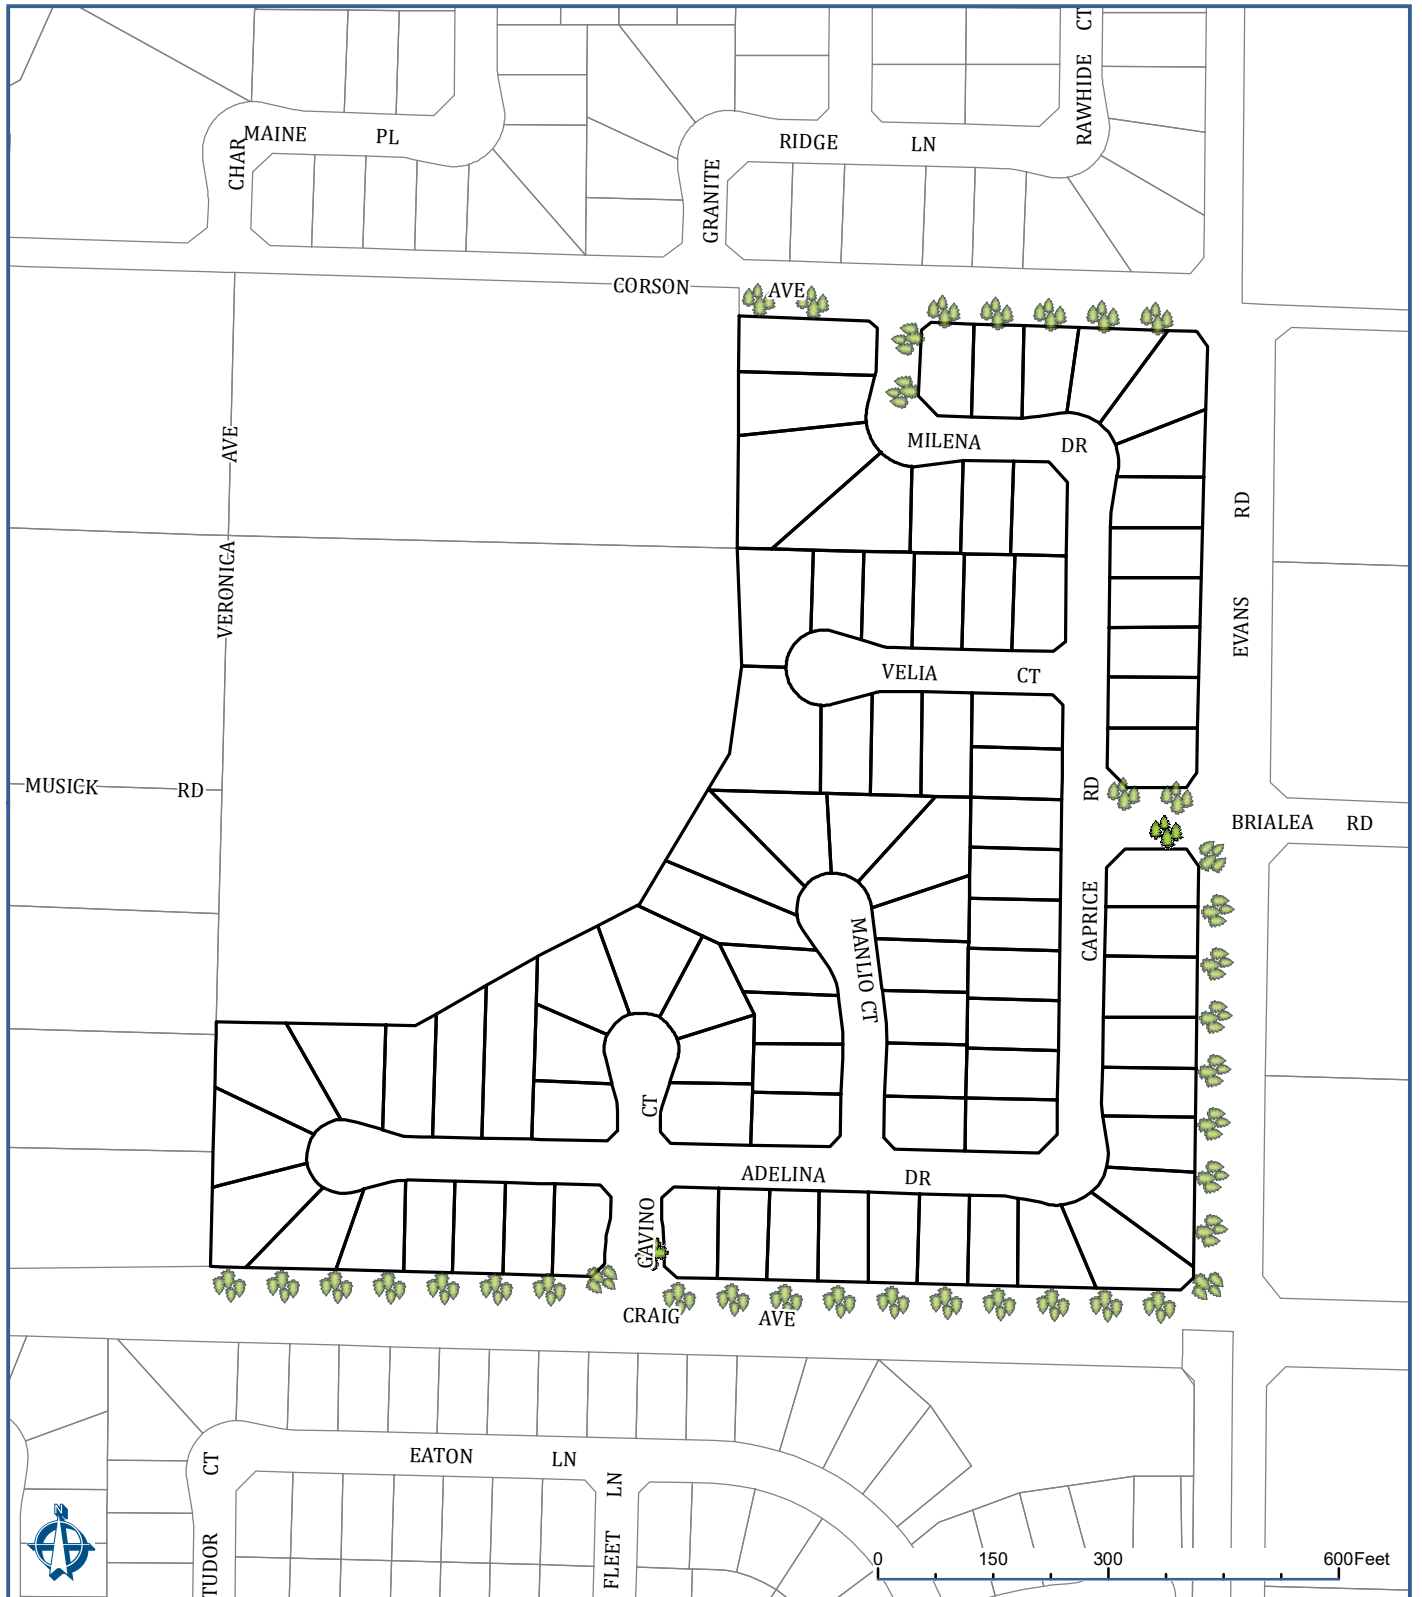 RAWHIDE CT
MAINE PL
CHAR
RIDGE LN
GRANITE
CORSON AVE
VERONICA AVE
MILENA DR
EVANS RD
VELIA CT
MUSICK RD
CAPRICE RD
BRIALEA RD
MANLIO CT
GAVINO CT
ADELINA DR
CRAIG AVE
EATON LN
TUDOR CT
FLEET LN
N
0 150 300 600Feet